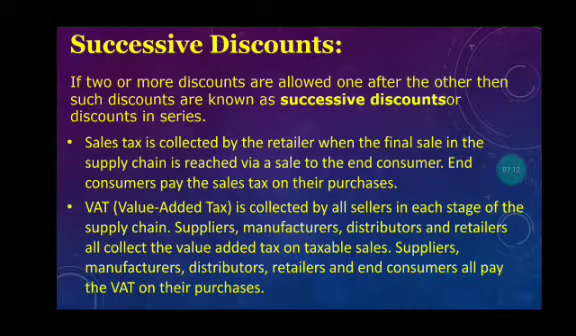 Successive Discounts:
If two or more discounts are allowed one after the other then
such discounts are known as successive discountsor
discounts in series.
• Sales tax is collected by the retailer when the final sale in the
supply chain is reached via a sale to the end consumer. End
consumers pay the sales tax on their purchases.
07:12
• VAT (Value-Added Tax) is collected by all sellers in each stage of the
supply chain. Suppliers, manufacturers, distributors and retailers
all collect the value added tax on taxable sales. Suppliers,
manufacturers, distributors, retailers and end consumers all pay
the VAT on their purchases.